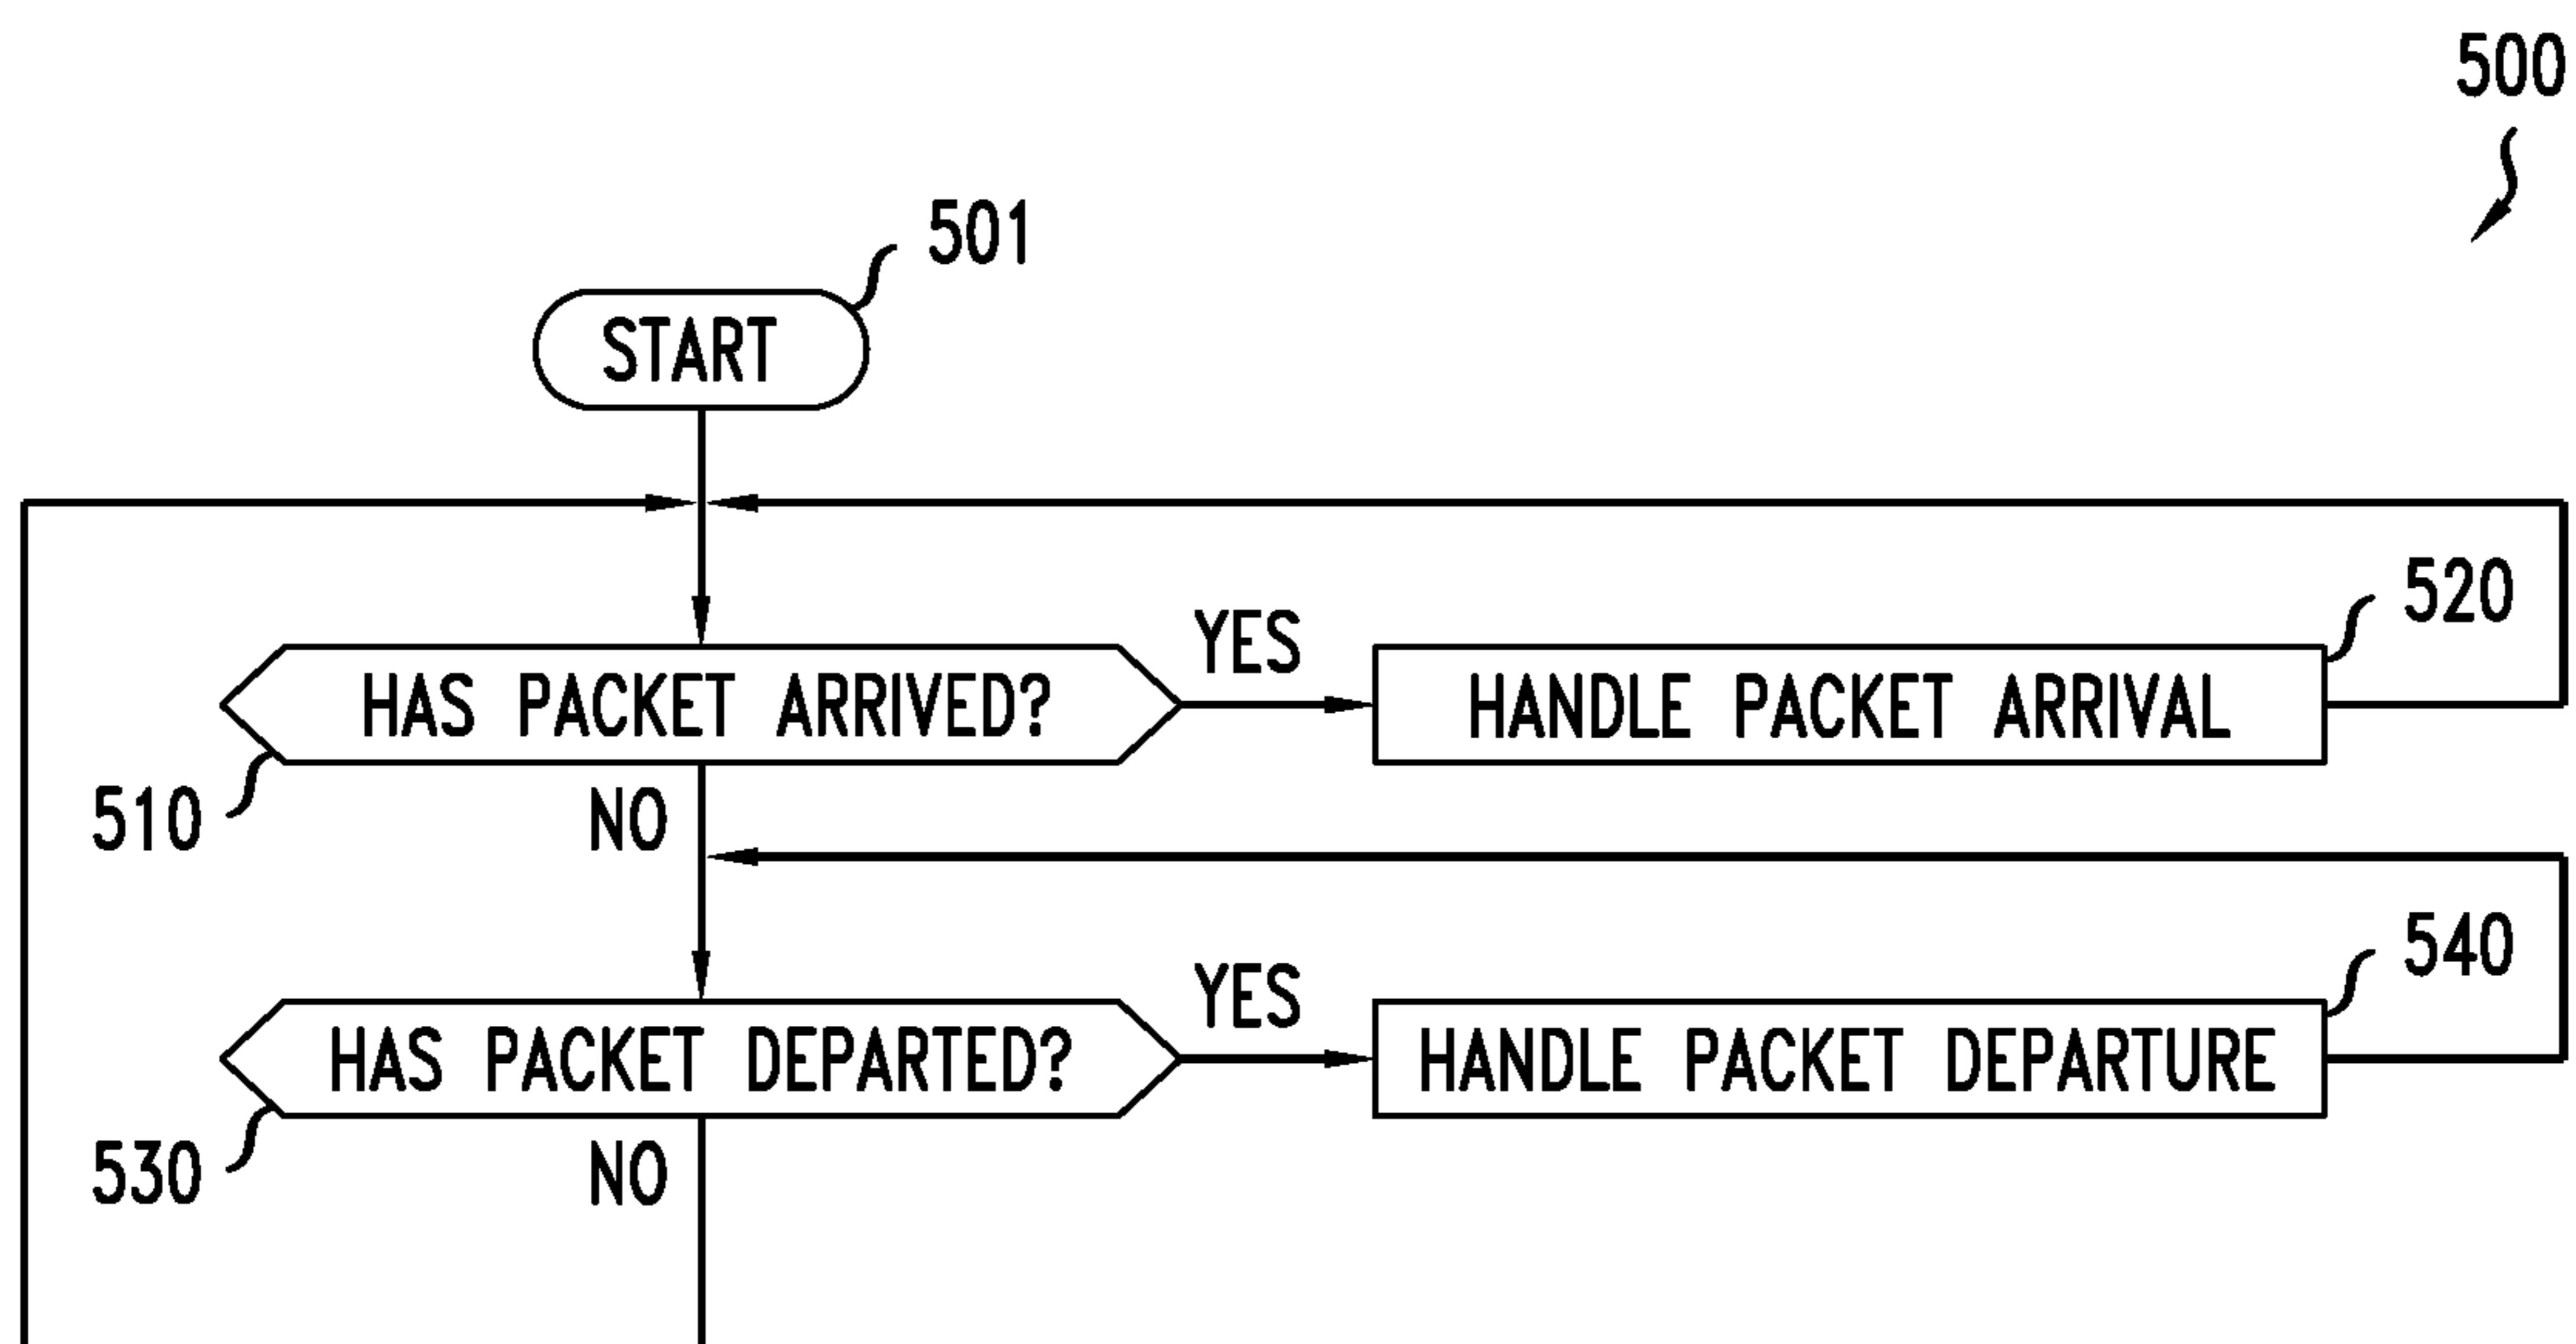 500
501
START
520
YES
HAS PACKET ARRIVED?
HANDLE PACKET ARRIVAL
510
NO
540
YES
HAS PACKET DEPARTED?
HANDLE PACKET DEPARTURE
530
NO